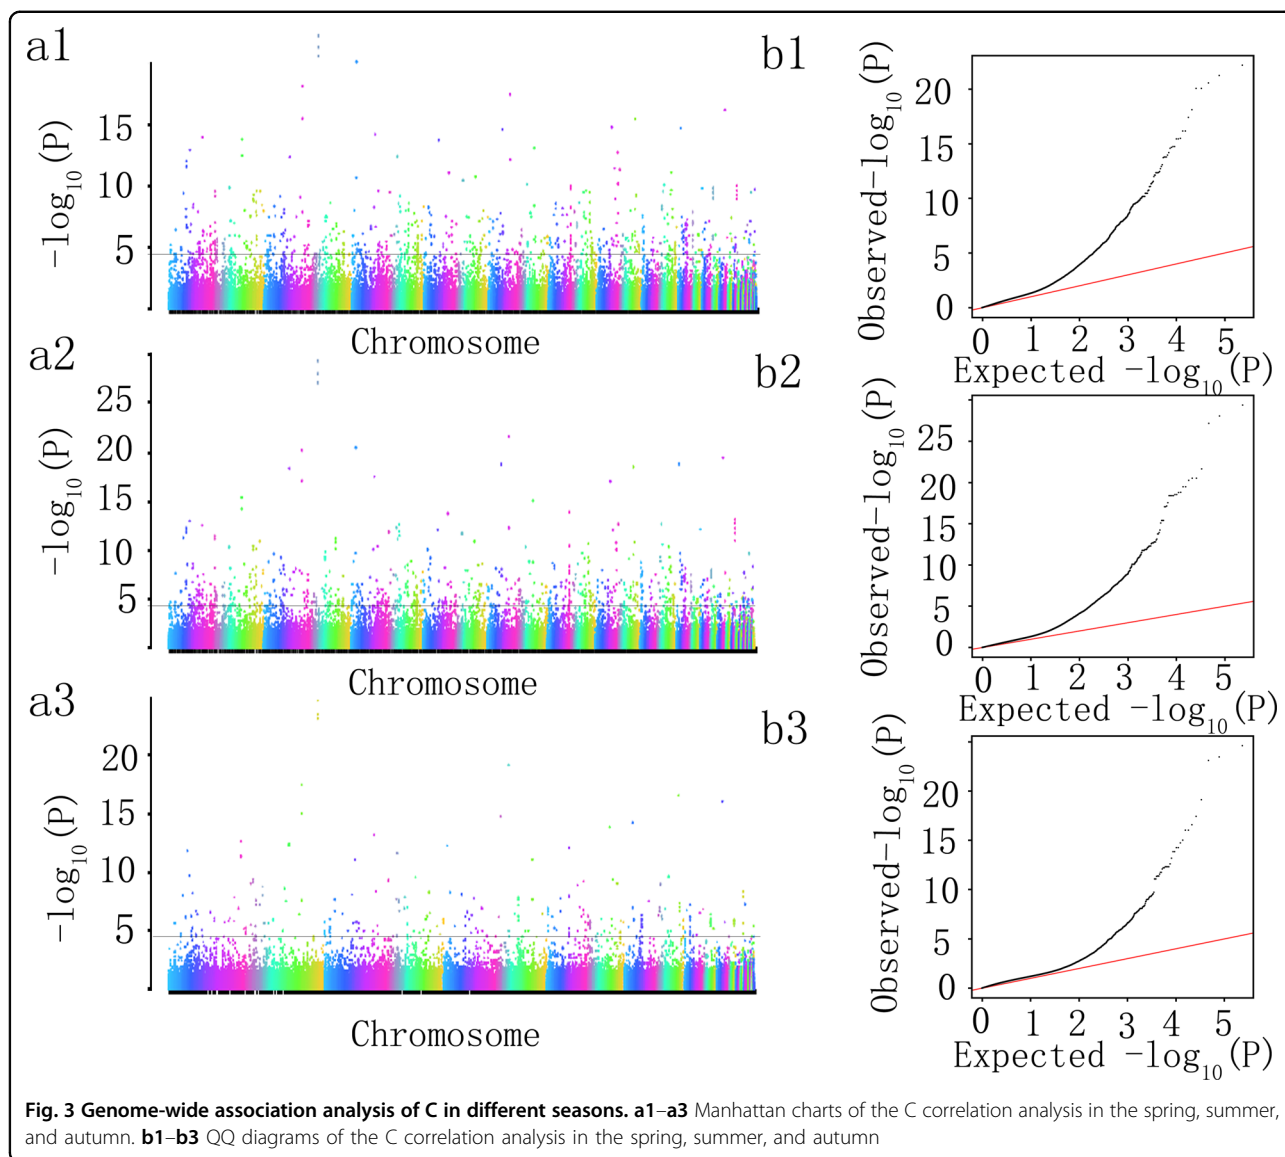 a1
-log10(P)
15
10
5
Chromosome
b1
Observed-log10(P)
20
15
10
5
0
0 1 2 3 4 5
Expected -log10(P)
a2
-log10(P)
25
20
15
10
5
Chromosome
b2
Observed-log10(P)
25
20
15
10
5
0
0 1 2 3 4 5
Expected -log10(P)
a3
-log10(P)
20
15
10
5
Chromosome
b3
Observed-log10(P)
20
15
10
5
0
0 1 2 3 4 5
Expected -log10(P)
Fig. 3 Genome-wide association analysis of C in different seasons. a1–a3 Manhattan charts of the C correlation analysis in the spring, summer,
and autumn. b1–b3 QQ diagrams of the C correlation analysis in the spring, summer, and autumn